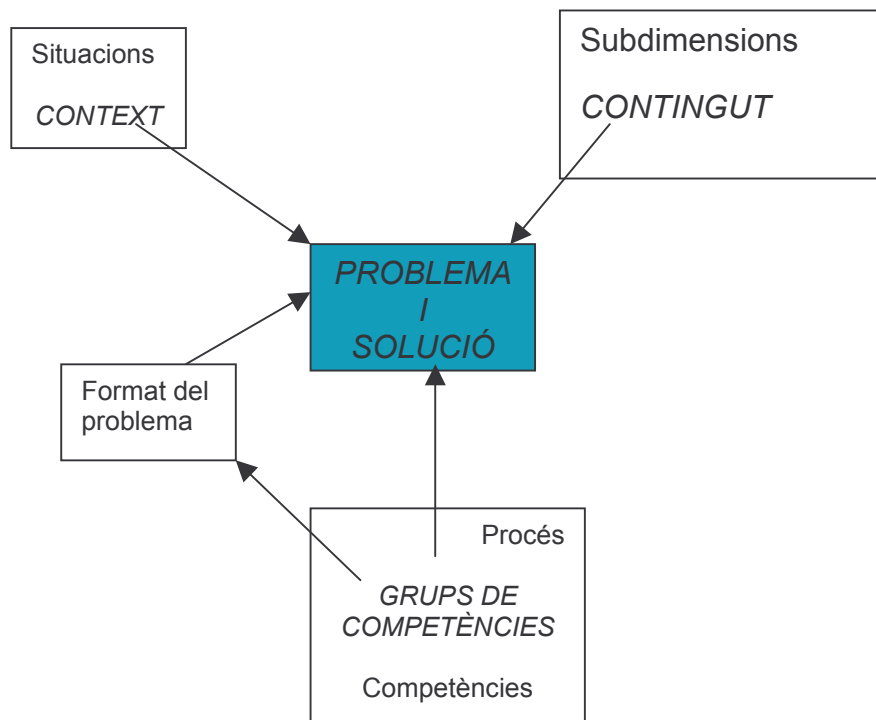 Situacions
CONTEXT
Subdimensions
CONTINGUT
PROBLEMA
I
SOLUCIÓ
Format del
problema
Procés
GRUPS DE
COMPETÈNCIES
Competències